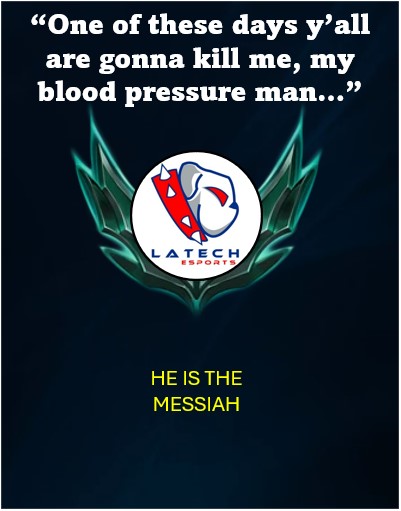 “One of these days y’all
are gonna kill me, my
blood pressure man...”
LATECH
ESPORTS
HE IS THE
MESSIAH